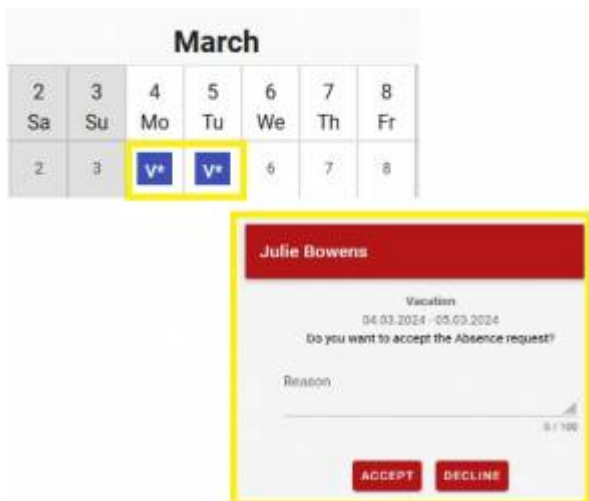 March
2 3 4 5 6 7 8
Sa Su Mo Tu We Th Fr
2 3 V* V* 6 7 8
Julie Bowens
Vacation
04.03.2024 - 05.03.2024
Do you want to accept the Absence request?
Reason
0 / 100
ACCEPT DECLINE